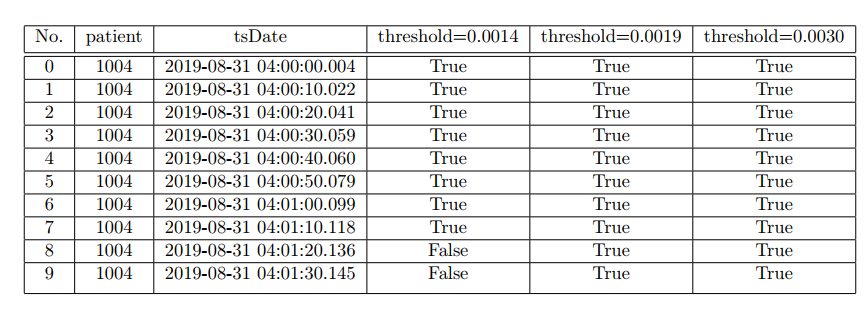 No. patient tsDate threshold=0.0014 threshold=0.0019 threshold=0.0030
0 1004 2019-08-31 04:00:00.004 True True True
1 1004 2019-08-31 04:00:10.022 True True True
2 1004 2019-08-31 04:00:20.041 True True True
3 1004 2019-08-31 04:00:30.059 True True True
4 1004 2019-08-31 04:00:40.060 True True True
5 1004 2019-08-31 04:00:50.079 True True True
6 1004 2019-08-31 04:01:00.099 True True True
7 1004 2019-08-31 04:01:10.118 True True True
8 1004 2019-08-31 04:01:20.136 False True True
9 1004 2019-08-31 04:01:30.145 False True True